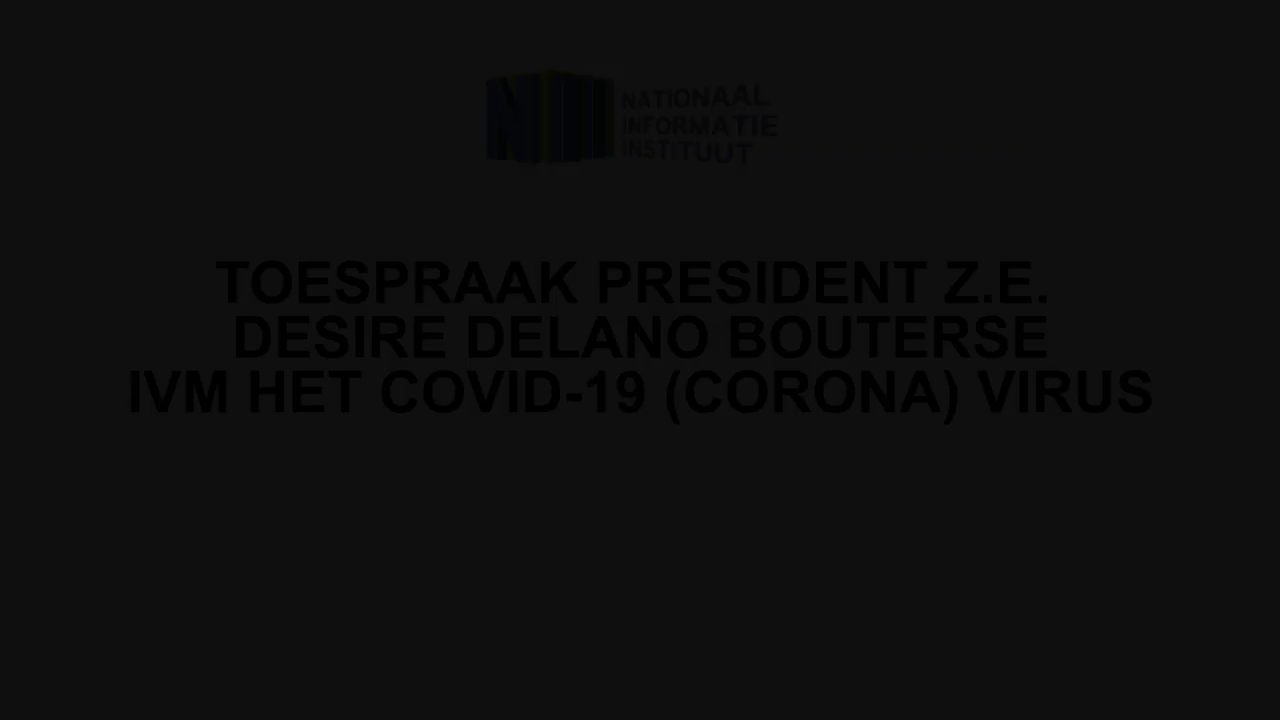 NATIONAAL
INFORMATIE
INSTITUUT
TOESPRAAK PRESIDENT Z.E.
DESIRE DELANO BOUTERSE
IVM HET COVID-19 (CORONA) VIRUS